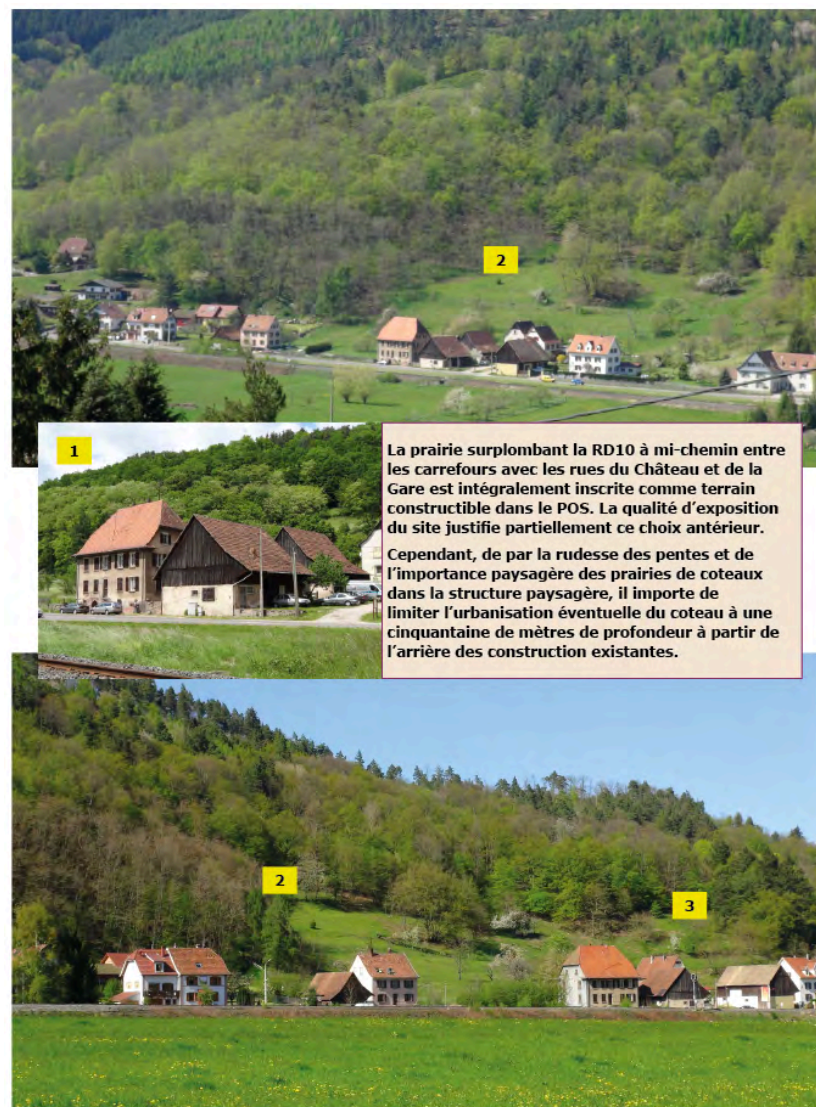 2
1
La prairie surplombant la RD10 à mi-chemin entre
les carrefours avec les rues du Château et de la
Gare est intégralement inscrite comme terrain
constructible dans le POS. La qualité d’exposition
du site justifie partiellement ce choix antérieur.
Cependant, de par la rudesse des pentes et de
l’importance paysagère des prairies de coteaux
dans la structure paysagère, il importe de
limiter l’urbanisation éventuelle du coteau à une
cinquantaine de mètres de profondeur à partir de
l’arrière des construction existantes.
2
3